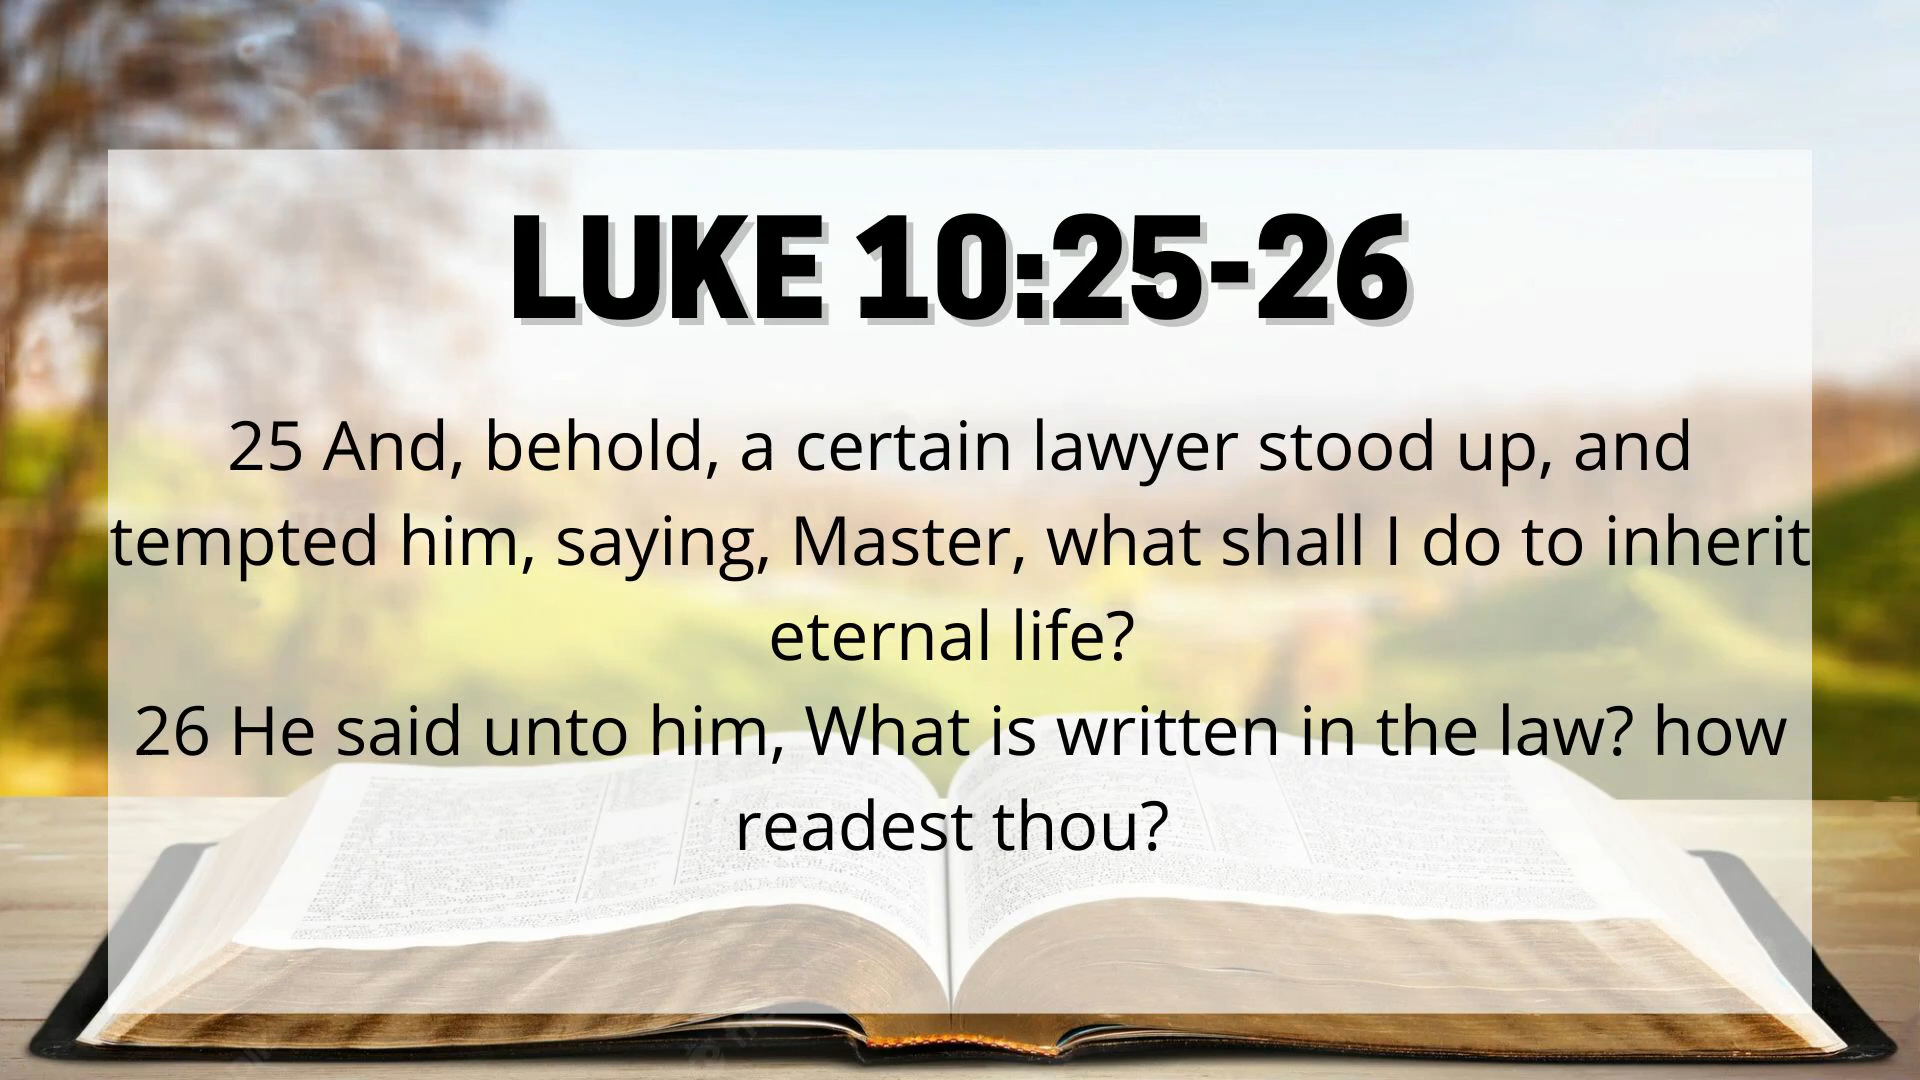 LUKE 10:25-26
25 And, behold, a certain lawyer stood up, and
tempted him, saying, Master, what shall I do to inherit
eternal life?
26 He said unto him, What is written in the law? how
readest thou?